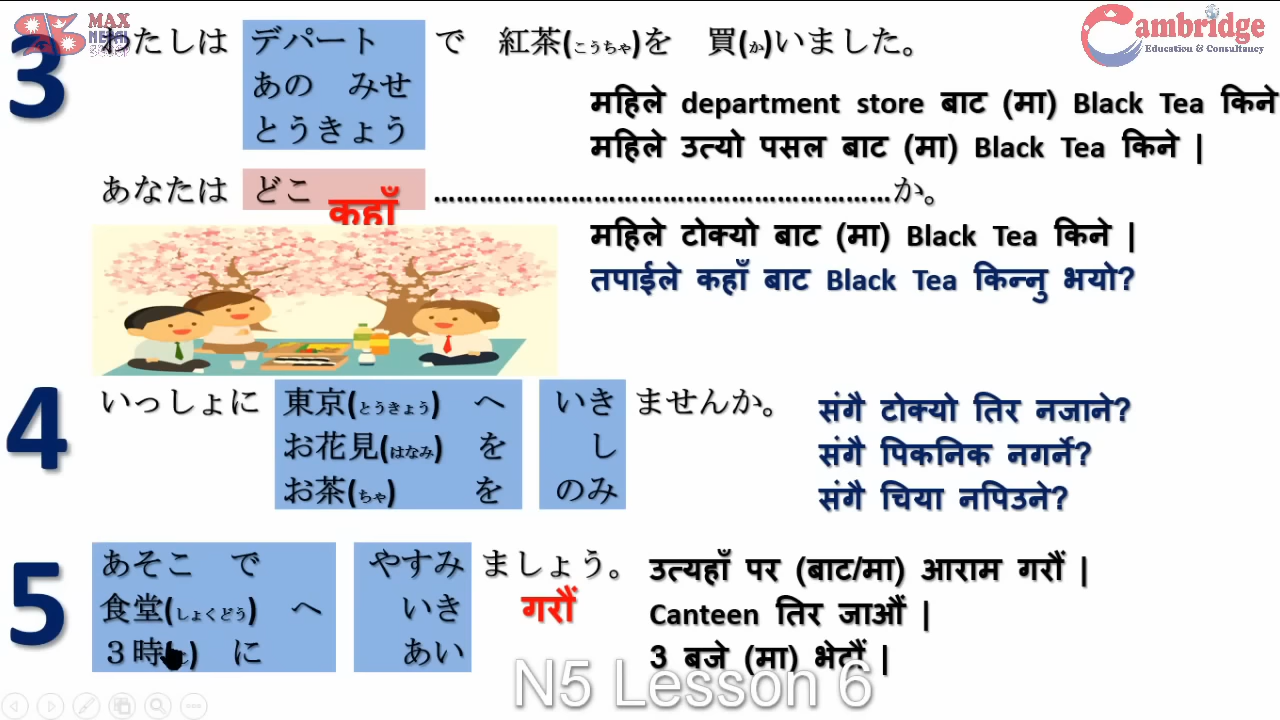 MAX NEPAL
Cambridge
Education & Consultancy
3
わたしは デパート で 紅茶(こうちゃ)を 買(か)いました。
あの みせ
とうきょう
महिले department store बाट (मा) Black Tea किने
महिले उत्यो पसल बाट (मा) Black Tea किने |
あなたは どこ ………………………………………………か。
कहाँ
महिले टोक्यो बाट (मा) Black Tea किने |
तपाईले कहाँ बाट Black Tea किन्नु भयो?
4
いっしょに 東京(とうきょう) へ いき ませんか。
お花見(はなみ) を し
お茶(ちゃ) を のみ
संगै टोक्यो तिर नजाने?
संगै पिकनिक नगर्ने?
संगै चिया नपिउने?
5
あそこ で やすみ ましょう。
食堂(しょくどう) へ いき
3時( ) に あい
गरौं
उत्यहाँ पर (बाट/मा) आराम गरौं |
Canteen तिर जाऔं |
3 बजे (मा) भेटौं |
N5 Lesson 6